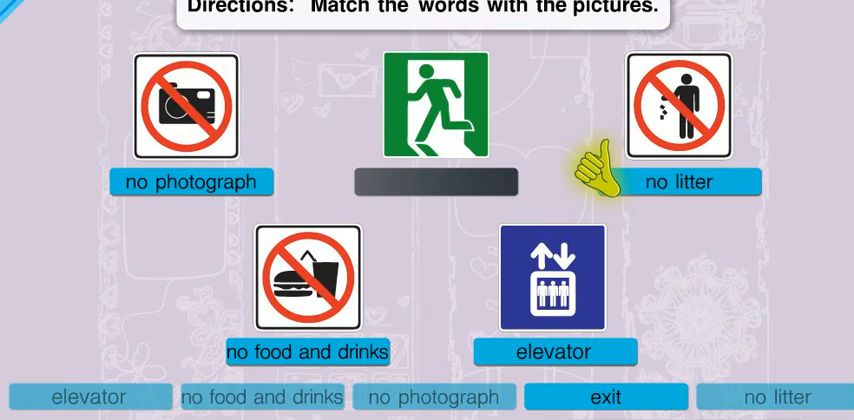 Directions: Match the words with the pictures.
no photograph
no litter
no food and drinks
elevator
elevator
no food and drinks
no photograph
exit
no litter